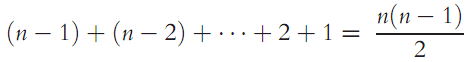 (n − 1) + (n − 2) + · · · + 2 + 1 = n(n − 1) / 2